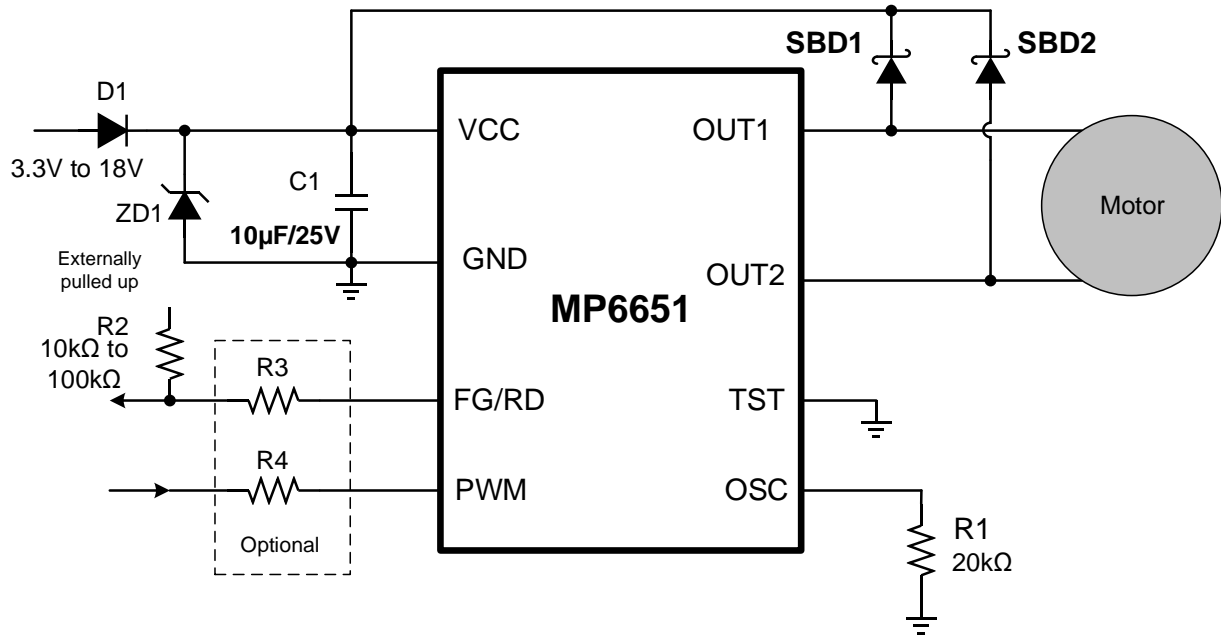 SBD1
SBD2
D1
VCC
OUT1
3.3V to 18V
C1
ZD1
10µF/25V
Motor
Externally
pulled up
GND
OUT2
MP6651
R2
10kΩ to
100kΩ
R3
FG/RD
TST
R4
PWM
OSC
Optional
R1
20kΩ